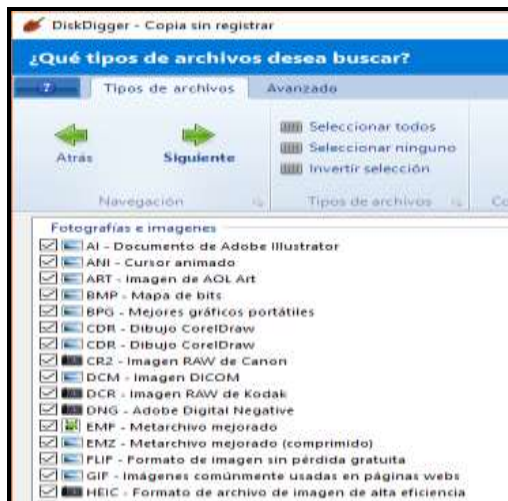 DiskDigger - Copia sin registrar
¿Qué tipos de archivos desea buscar?
Tipos de archivos Avanzado
Atrás Siguiente
Seleccionar todos
Seleccionar ninguno
Invertir selección
Navegación Tipos de archivos
Fotografías e imagenes
AI - Documento de Adobe Illustrator
ANI - Cursor animado
ART - Imagen de AOL Art
BMP - Mapa de bits
BPG - Mejores gráficos portátiles
CDR - Dibujo CorelDraw
CDR - Dibujo CorelDraw
CR2 - Imagen RAW de Canon
DCM - Imagen DICOM
DCR - Imagen RAW de Kodak
DNG - Adobe Digital Negative
EMF - Metarchivo mejorado
EMZ - Metarchivo mejorado (comprimido)
FLIF - Formato de imagen sin pérdida gratuita
GIF - Imágenes comúnmente usadas en páginas webs
HEIC - Formato de archivo de imagen de alta eficiencia